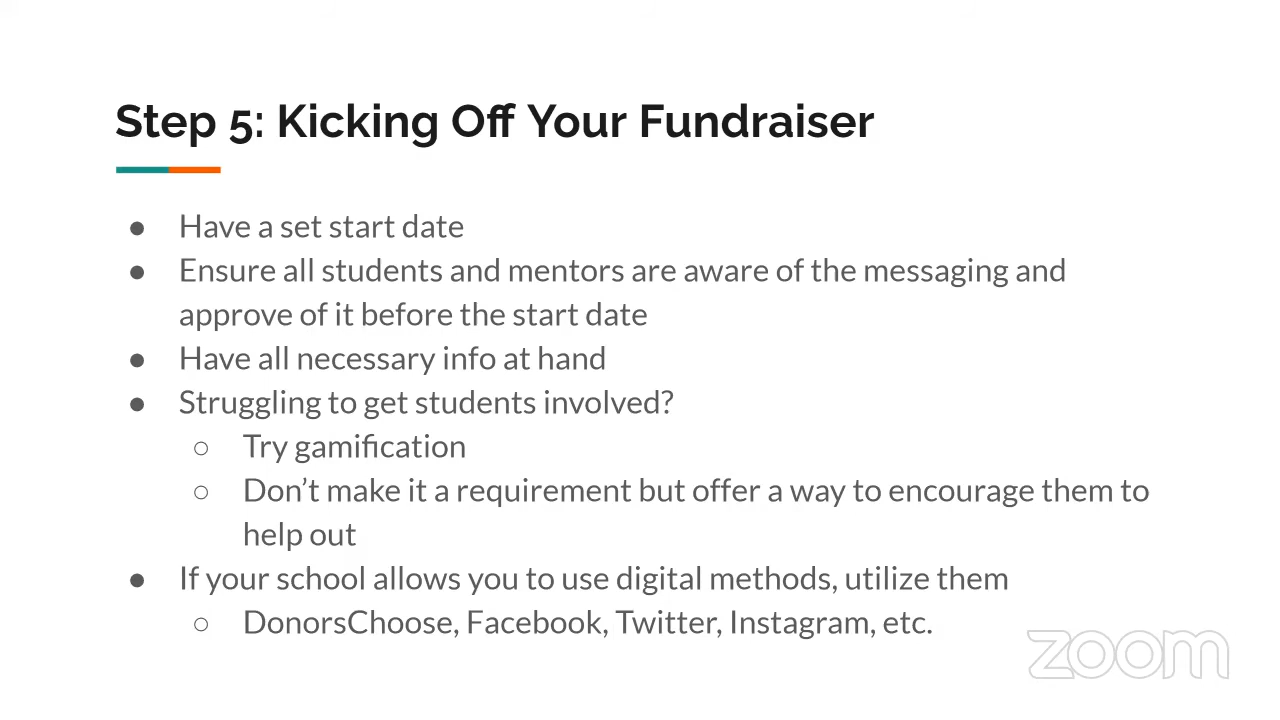 Step 5: Kicking Off Your Fundraiser
● Have a set start date
● Ensure all students and mentors are aware of the messaging and
approve of it before the start date
● Have all necessary info at hand
● Struggling to get students involved?
○ Try gamification
○ Don’t make it a requirement but offer a way to encourage them to
help out
● If your school allows you to use digital methods, utilize them
○ DonorsChoose, Facebook, Twitter, Instagram, etc.
zoom